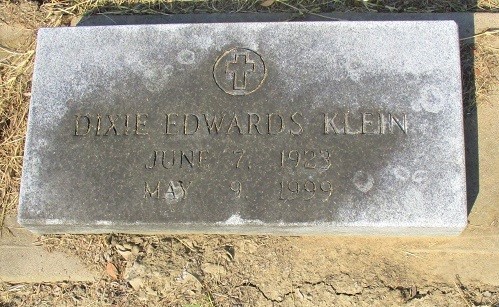 DIXIE EDWARDS KLEIN
JUNE 7, 1923
MAY 9, 1999